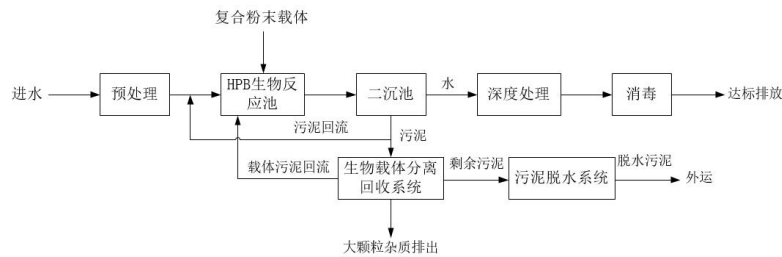 复合粉末载体
进水
预处理
HPB生物反
应池
二沉池
水
深度处理
消毒
达标排放
污泥回流
污泥
载体污泥回流
生物载体分离
回收系统
剩余污泥
污泥脱水系统
脱水污泥
外运
大颗粒杂质排出